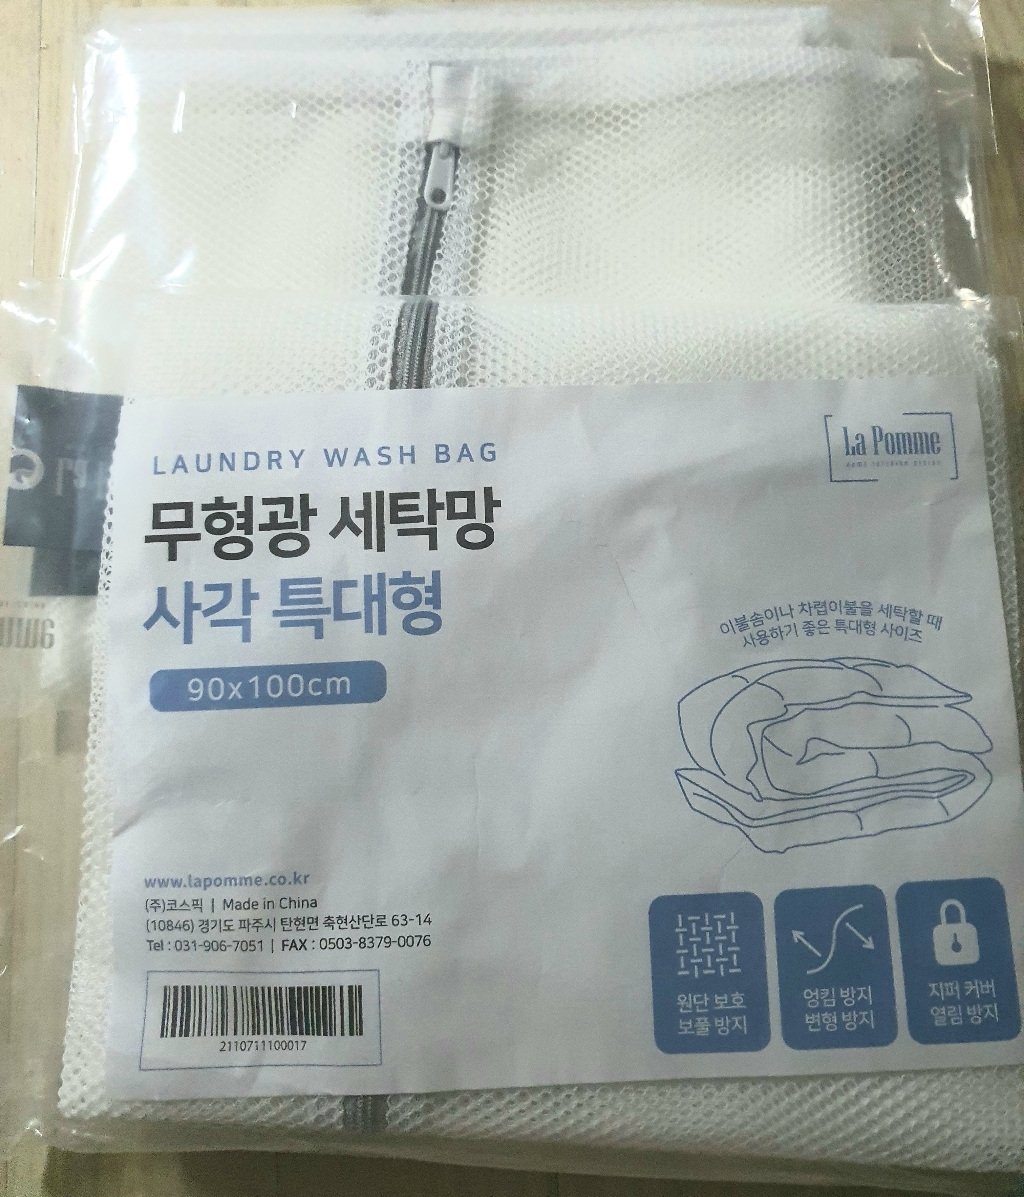 LAUNDRY WASH BAG
La Pomme
무형광 세탁망
사각 특대형
90x100cm
이불솜이나 차렵이불을 세탁할 때
사용하기 좋은 특대형 사이즈
www.lapomme.co.kr
(주)코스픽 | Made in China
(10846) 경기도 파주시 탄현면 축현산단로 63-14
Tel : 031-906-7051 | FAX : 0503-8379-0076
2110711100017
원단 보호
보풀 방지
엉킴 방지
변형 방지
지퍼 커버
열림 방지